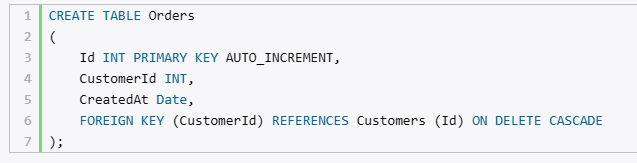 1 CREATE TABLE Orders
2 (
3     Id INT PRIMARY KEY AUTO_INCREMENT,
4     CustomerId INT,
5     CreatedAt Date,
6     FOREIGN KEY (CustomerId) REFERENCES Customers (Id) ON DELETE CASCADE
7 );